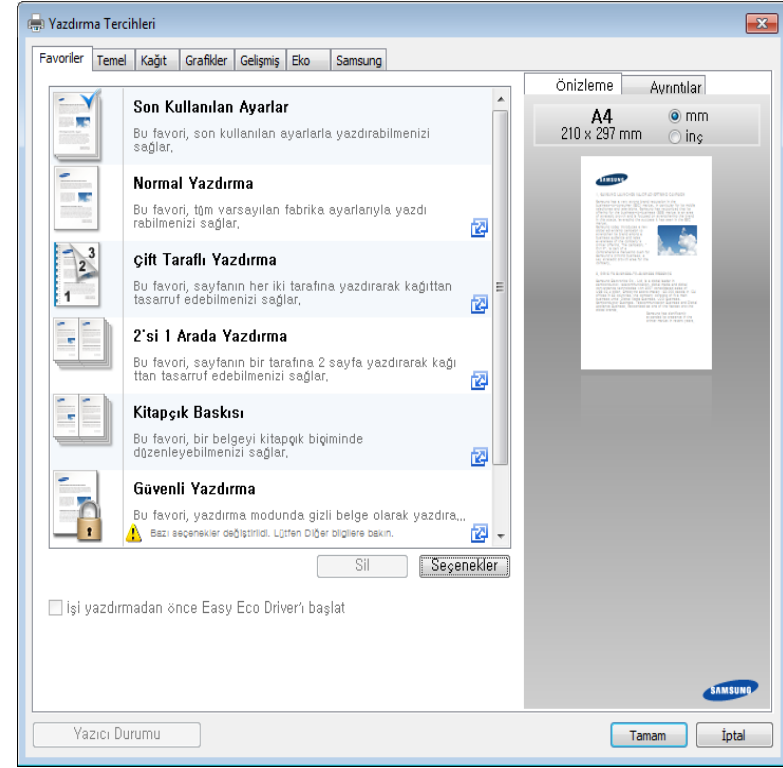 Yazdırma Tercihleri
Favoriler Temel Kağıt Grafikler Gelişmiş Eko Samsung
Son Kullanılan Ayarlar
Bu favori, son kullanılan ayarlarla yazdırabilmenizi
sağlar.
Normal Yazdırma
Bu favori, tüm varsayılan fabrika ayarlarıyla yazdı
rabilmenizi sağlar.
Çift Taraflı Yazdırma
Bu favori, sayfanın her iki tarafına yazdırarak kağıttan
tasarruf edebilmenizi sağlar.
2'si 1 Arada Yazdırma
Bu favori, sayfanın bir tarafına 2 sayfa yazdırarak kağı
ttan tasarruf edebilmenizi sağlar.
Kitapçık Baskısı
Bu favori, bir belgeyi kitapçık biçiminde
düzenleyebilmenizi sağlar.
Güvenli Yazdırma
Bu favori, yazdırma modunda gizli belge olarak yazdıra...
Bazı seçenekler değiştirildi. Lütfen Diğer bilgilere bakın.
Sil Seçenekler
İşi yazdırmadan önce Easy Eco Driver'ı başlat
Önizleme Ayrıntılar
A4
210 x 297 mm
mm
inç
SAMSUNG
SAMSUNG
Yazıcı Durumu Tamam İptal
1
2
3